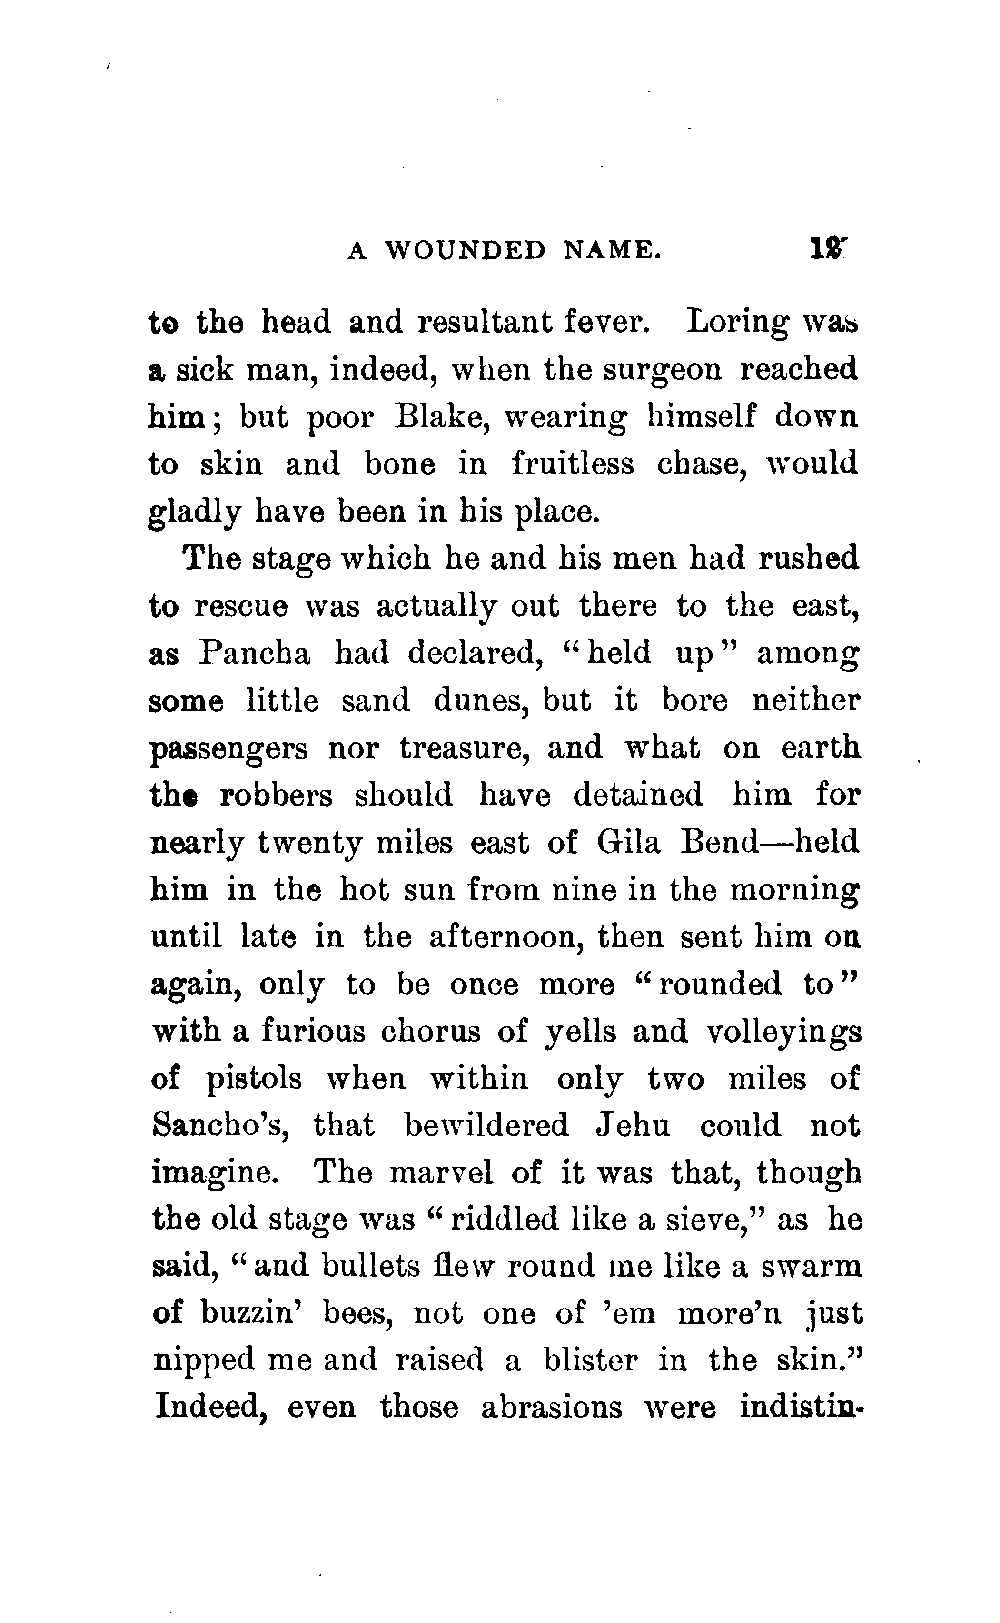 A WOUNDED NAME.
to the head and resultant fever. Loring was
a sick man, indeed, when the surgeon reached
him; but poor Blake, wearing himself down
to skin and bone in fruitless chase, would
gladly have been in his place.
The stage which he and his men had rushed
to rescue was actually out there to the east,
as Pancha had declared, “held up” among
some little sand dunes, but it bore neither
passengers nor treasure, and what on earth
the robbers should have detained him for
nearly twenty miles east of Gila Bend—held
him in the hot sun from nine in the morning
until late in the afternoon, then sent him on
again, only to be once more “rounded to”
with a furious chorus of yells and volleyings
of pistols when within only two miles of
Sancho’s, that bewildered Jehu could not
imagine. The marvel of it was that, though
the old stage was “riddled like a sieve,” as he
said, “and bullets flew round me like a swarm
of buzzin’ bees, not one of ’em more’n just
nipped me and raised a blister in the skin.”
Indeed, even those abrasions were indistin-